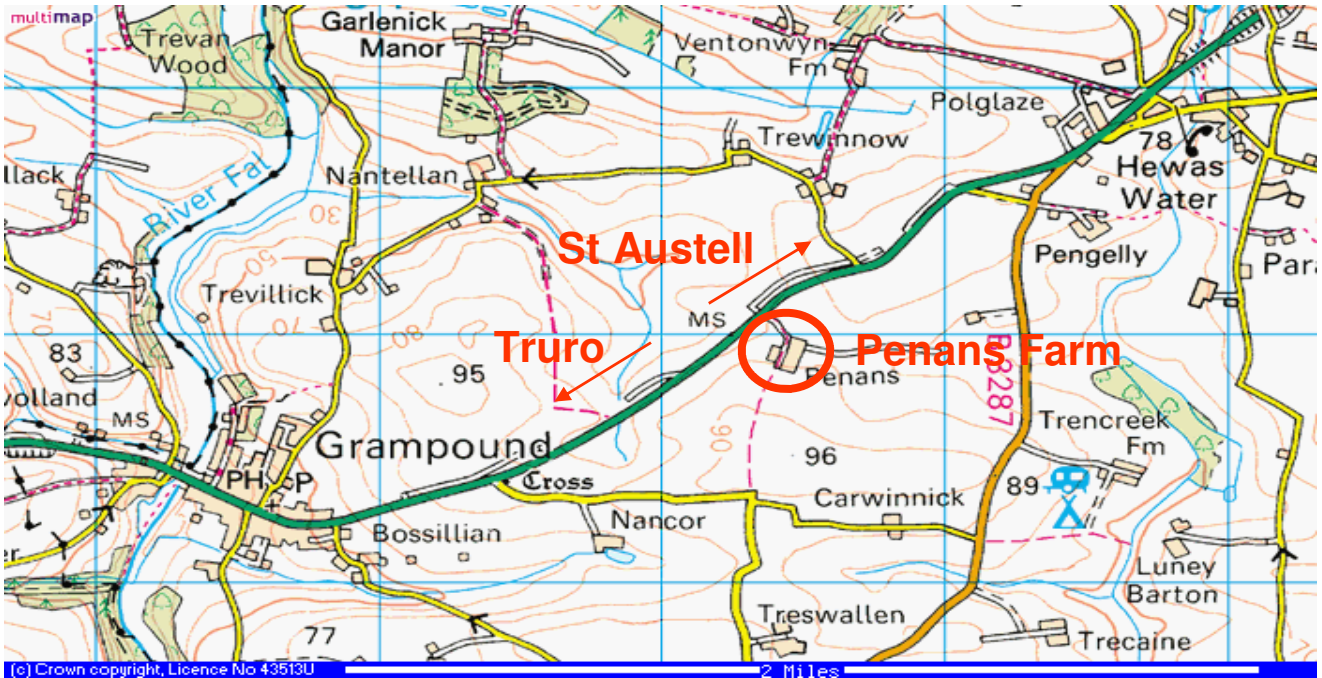 multimap
Trevan
Wood
Garlenick
Manor
Ventonwyn
Fm
Polglaze
78
Hewas
Water
Trewinnow
Nantellan
llack
River Fal
30
50
70
St Austell
Pengelly
Para
Trevillick
80
MS
Truro
Penans Farm
Penans
B3287
70
83
95
volland
MS
90
96
Trencreek
Fm
Grampound
PH
P
Cross
89
Carwinnick
Nancor
Bossillian
er
Luney
Barton
Treswallen
Trecaine
77
(c) Crown copyright, Licence No 43513U
2 Miles